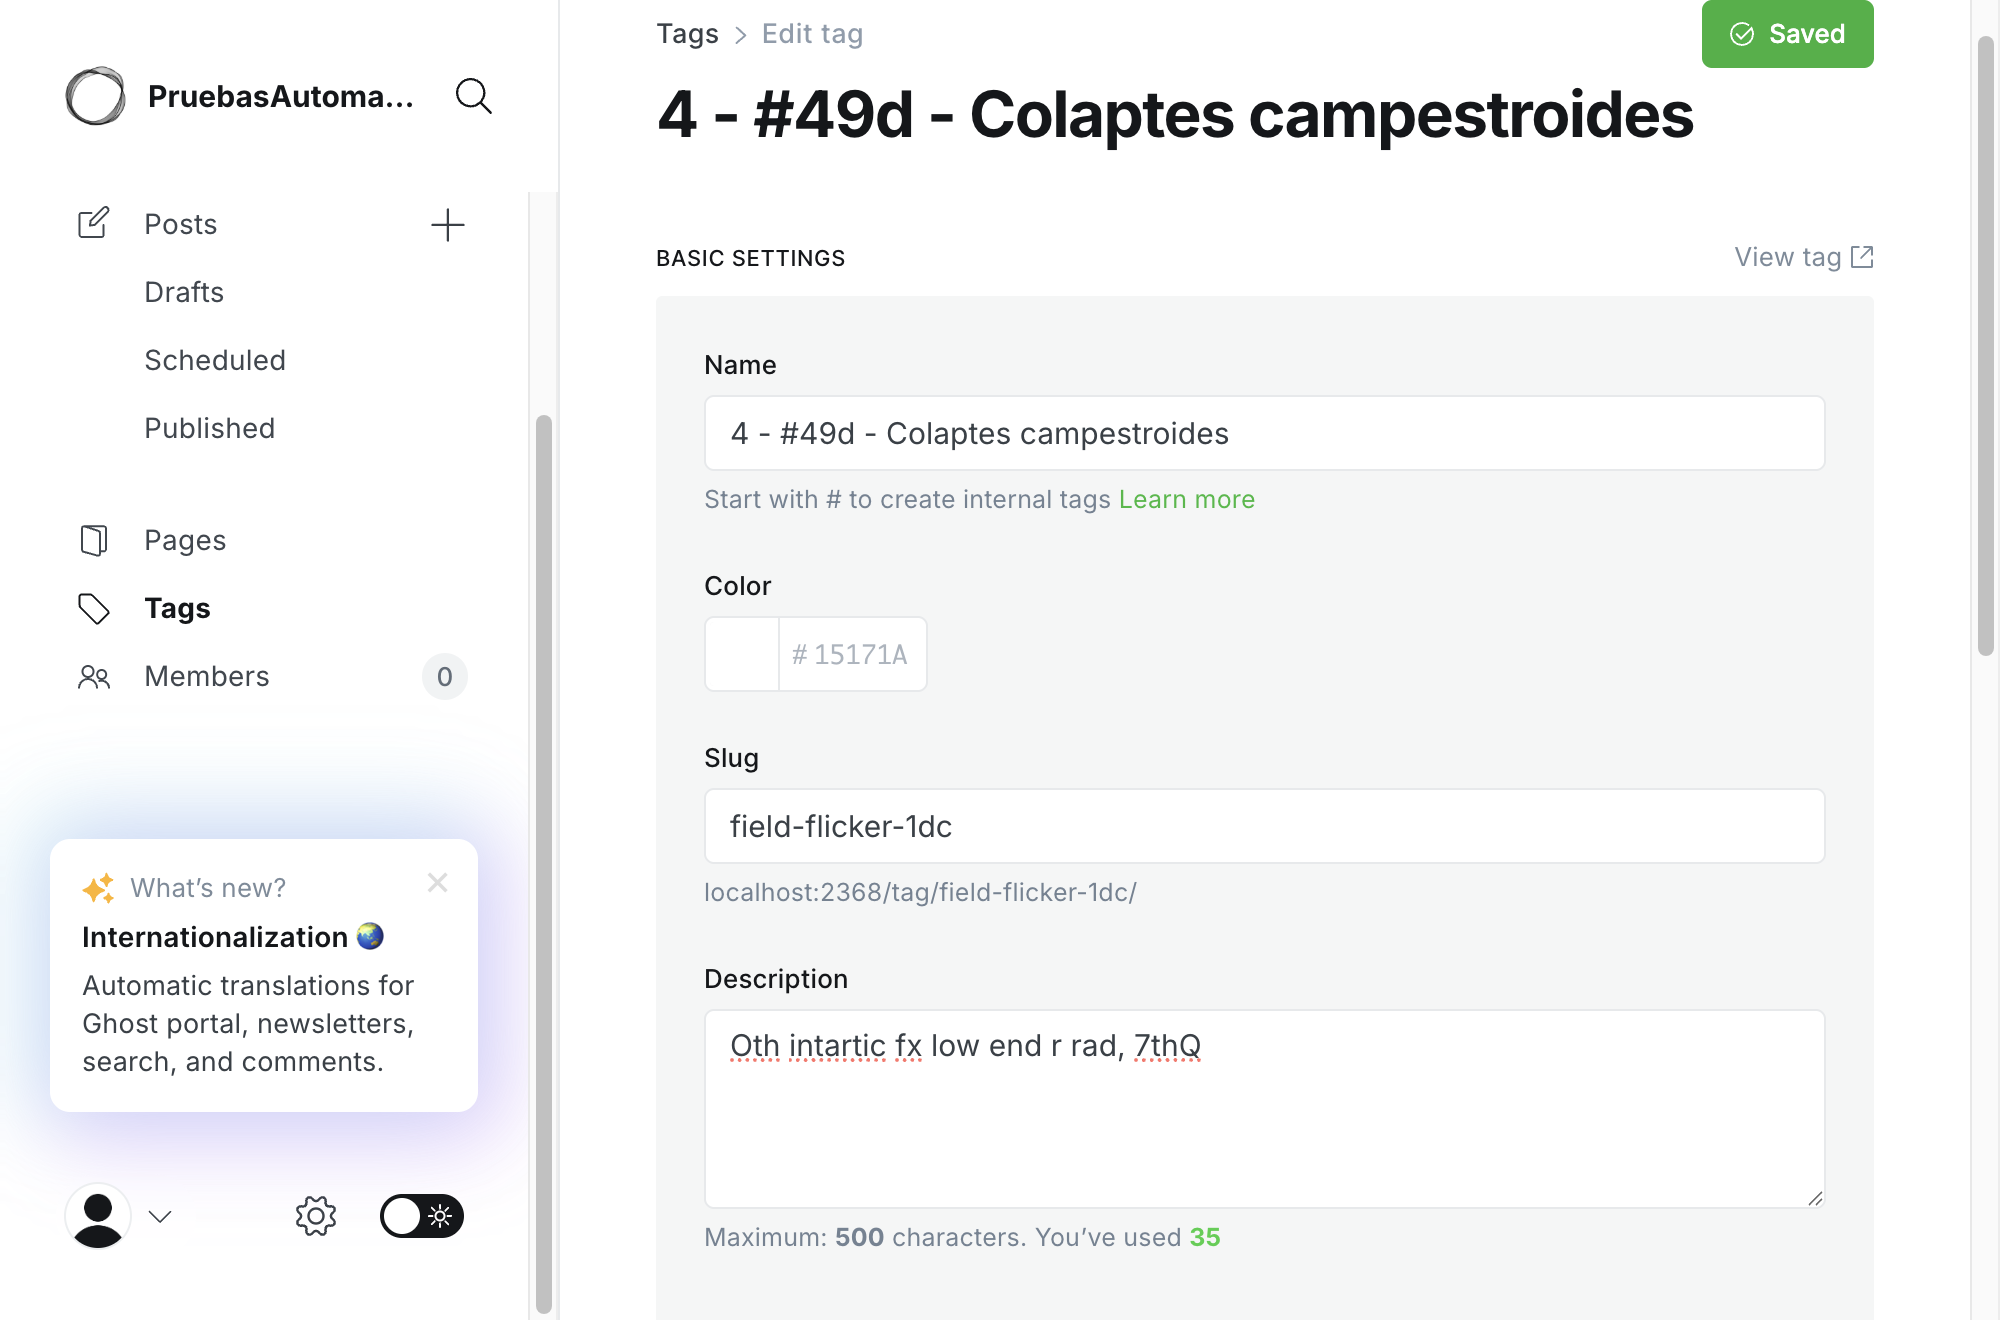 PruebasAutoma...
Posts
Drafts
Scheduled
Published
Pages
Tags
Members
0
What's new?
Internationalization
Automatic translations for
Ghost portal, newsletters,
search, and comments.
Tags > Edit tag
Saved
4 - #49d - Colaptes campestroides
BASIC SETTINGS
View tag
Name
4 - #49d - Colaptes campestroides
Start with # to create internal tags Learn more
Color
# 15171A
Slug
field-flicker-1dc
localhost:2368/tag/field-flicker-1dc/
Description
Oth intartic fx low end r rad, 7thQ
Maximum: 500 characters. You've used 35